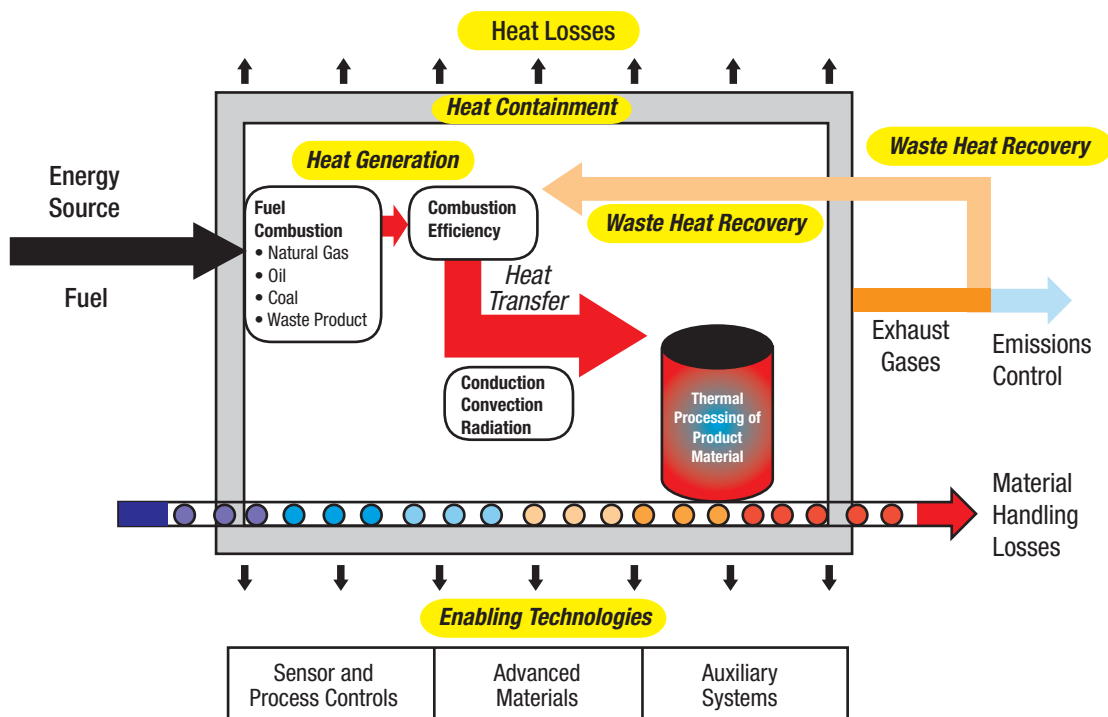 Heat Losses
Heat Containment
Heat Generation
Waste Heat Recovery
Energy
Source
Fuel
Fuel
Combustion
• Natural Gas
• Oil
• Coal
• Waste Product
Combustion
Efficiency
Waste Heat Recovery
Heat
Transfer
Conduction
Convection
Radiation
Thermal
Processing of
Product
Material
Exhaust
Gases
Emissions
Control
Material
Handling
Losses
Enabling Technologies
Sensor and
Process Controls
Advanced
Materials
Auxiliary
Systems